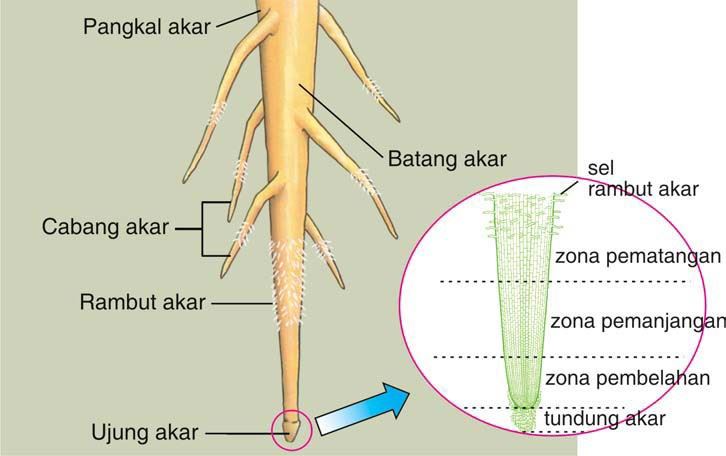 Pangkal akar
Batang akar
Cabang akar
Rambut akar
Ujung akar
sel
rambut akar
zona pematangan
zona pemanjangan
zona pembelahan
tundung akar